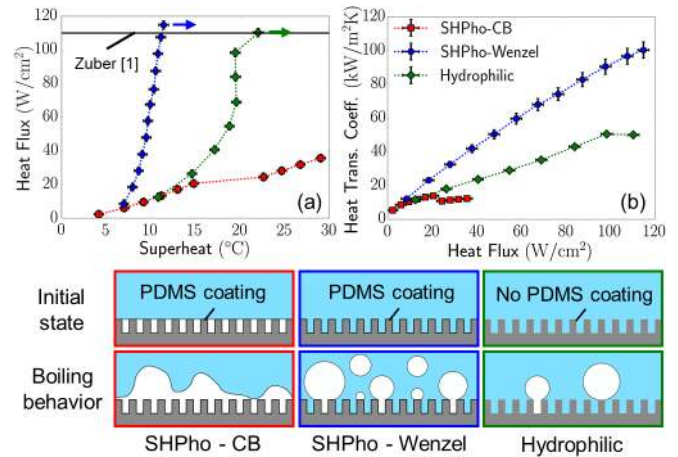 120
100
80
60
40
20
0
Heat Flux (W/cm²)
Zuber [1]
(a)
0 5 10 15 20 25 30
Superheat (°C)
120
100
80
60
40
20
0
Heat Trans. Coeff. (kW/m²K)
SHPho-CB
SHPho-Wenzel
Hydrophilic
(b)
0 20 40 60 80 100 120
Heat Flux (W/cm²)
Initial state
PDMS coating
PDMS coating
No PDMS coating
Boiling behavior
SHPho - CB
SHPho - Wenzel
Hydrophilic